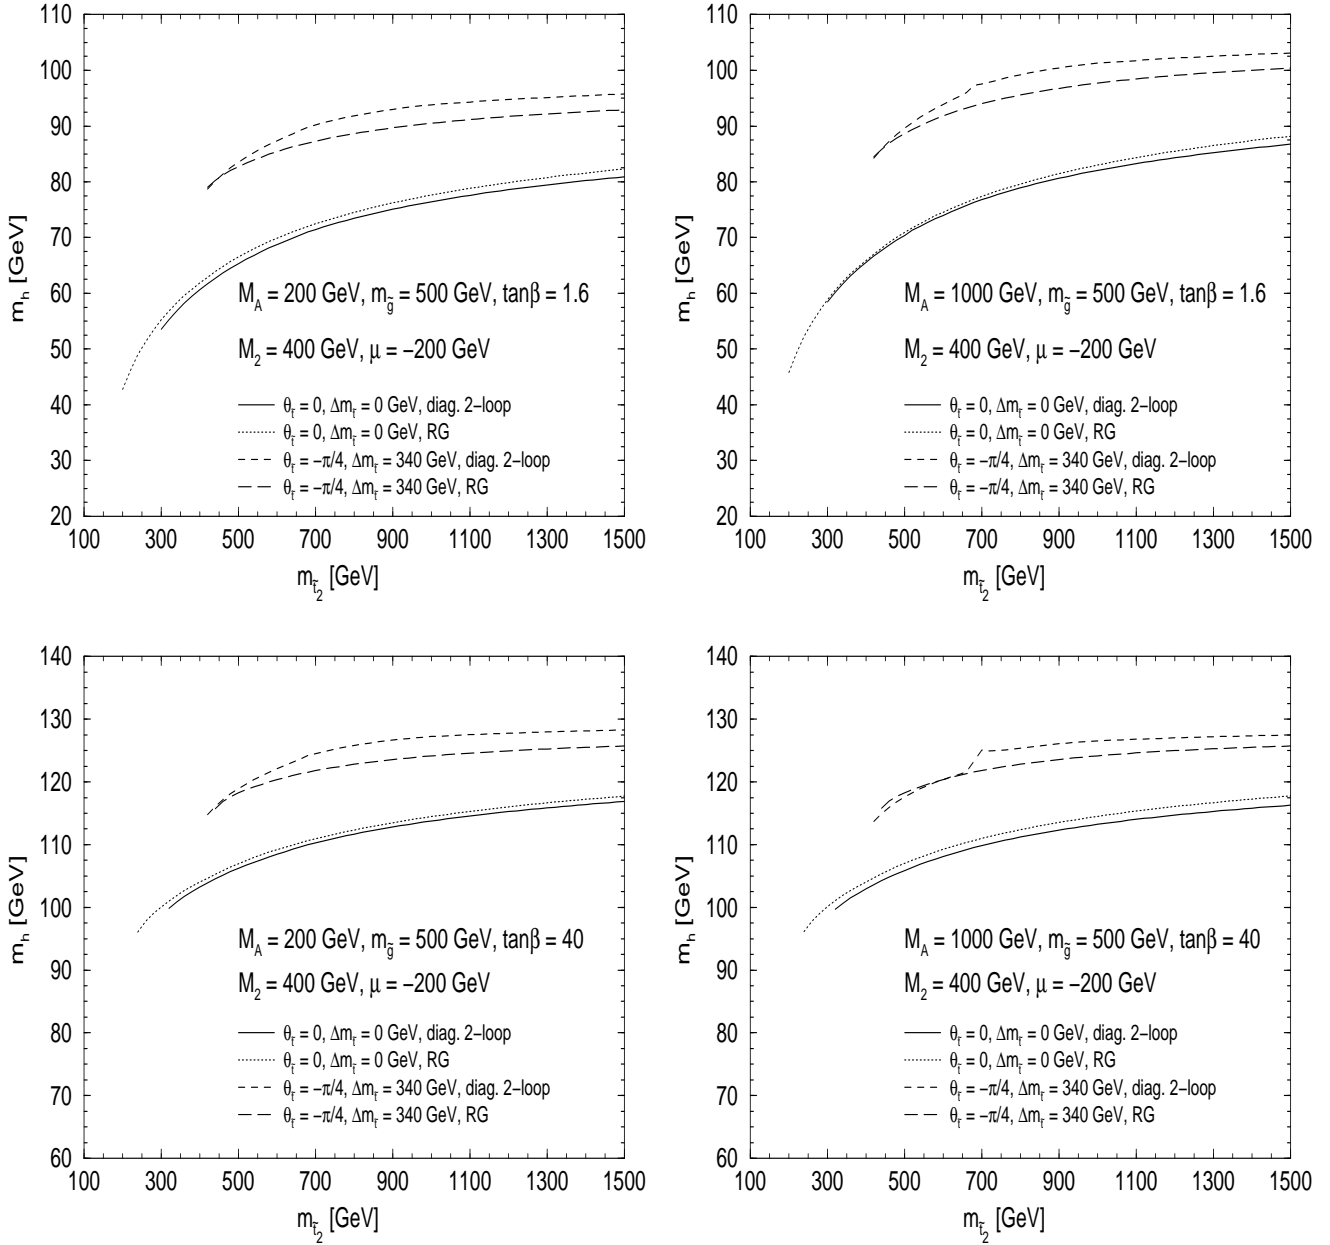 110
100
90
80
70
60
50
40
30
20
m_h [GeV]
M_A = 200 GeV, m_g̃ = 500 GeV, tanβ = 1.6
M_2 = 400 GeV, μ = −200 GeV
θ_t̃ = 0, Δm_t̃ = 0 GeV, diag. 2−loop
θ_t̃ = 0, Δm_t̃ = 0 GeV, RG
θ_t̃ = −π/4, Δm_t̃ = 340 GeV, diag. 2−loop
θ_t̃ = −π/4, Δm_t̃ = 340 GeV, RG
100 300 500 700 900 1100 1300 1500
m_t̃_2 [GeV]
110
100
90
80
70
60
50
40
30
20
m_h [GeV]
M_A = 1000 GeV, m_g̃ = 500 GeV, tanβ = 1.6
M_2 = 400 GeV, μ = −200 GeV
θ_t̃ = 0, Δm_t̃ = 0 GeV, diag. 2−loop
θ_t̃ = 0, Δm_t̃ = 0 GeV, RG
θ_t̃ = −π/4, Δm_t̃ = 340 GeV, diag. 2−loop
θ_t̃ = −π/4, Δm_t̃ = 340 GeV, RG
100 300 500 700 900 1100 1300 1500
m_t̃_2 [GeV]
140
130
120
110
100
90
80
70
60
m_h [GeV]
M_A = 200 GeV, m_g̃ = 500 GeV, tanβ = 40
M_2 = 400 GeV, μ = −200 GeV
θ_t̃ = 0, Δm_t̃ = 0 GeV, diag. 2−loop
θ_t̃ = 0, Δm_t̃ = 0 GeV, RG
θ_t̃ = −π/4, Δm_t̃ = 340 GeV, diag. 2−loop
θ_t̃ = −π/4, Δm_t̃ = 340 GeV, RG
100 300 500 700 900 1100 1300 1500
m_t̃_2 [GeV]
140
130
120
110
100
90
80
70
60
m_h [GeV]
M_A = 1000 GeV, m_g̃ = 500 GeV, tanβ = 40
M_2 = 400 GeV, μ = −200 GeV
θ_t̃ = 0, Δm_t̃ = 0 GeV, diag. 2−loop
θ_t̃ = 0, Δm_t̃ = 0 GeV, RG
θ_t̃ = −π/4, Δm_t̃ = 340 GeV, diag. 2−loop
θ_t̃ = −π/4, Δm_t̃ = 340 GeV, RG
100 300 500 700 900 1100 1300 1500
m_t̃_2 [GeV]